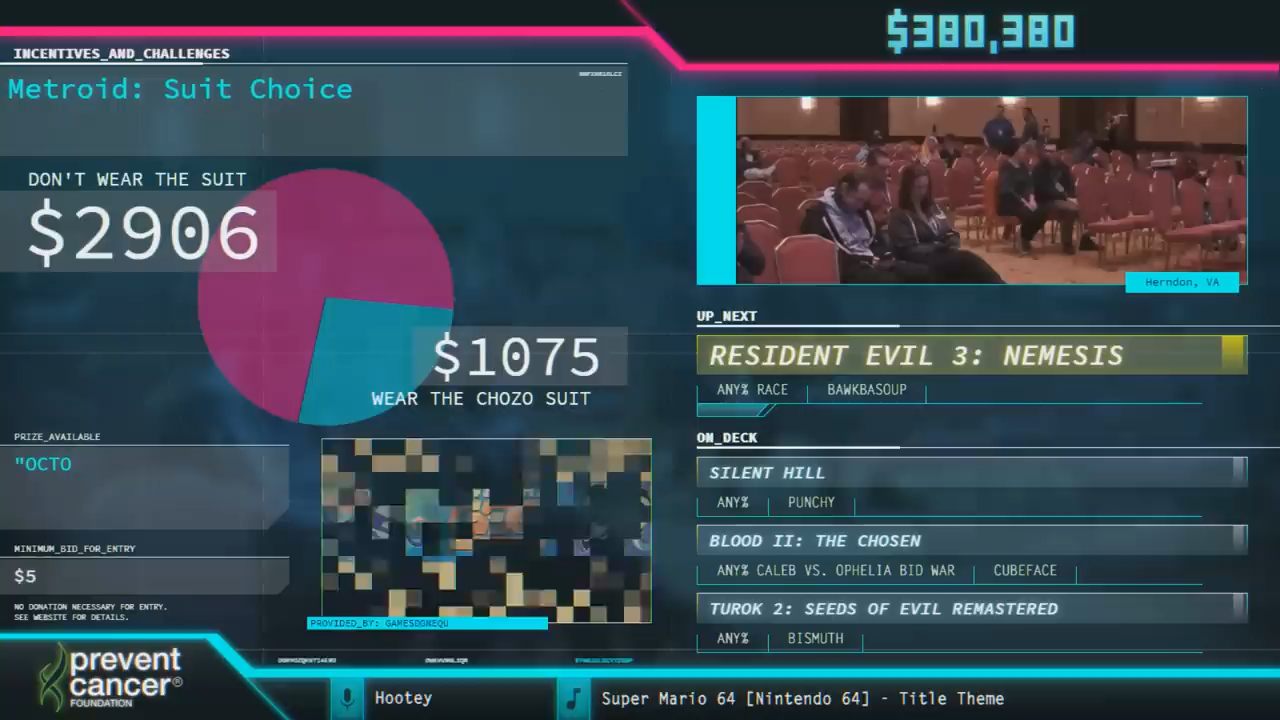 $380,380
INCENTIVES_AND_CHALLENGES
Metroid: Suit Choice
DON'T WEAR THE SUIT
$2906
$1075
WEAR THE CHOZO SUIT
PRIZE_AVAILABLE
"OCTO
MINIMUM_BID_FOR_ENTRY
$5
NO DONATION NECESSARY FOR ENTRY.
SEE WEBSITE FOR DETAILS.
PROVIDED_BY: GAMESDONEQU
Herndon, VA
UP_NEXT
RESIDENT EVIL 3: NEMESIS
ANY% RACE BAWKBASOUP
ON_DECK
SILENT HILL
ANY% PUNCHY
BLOOD II: THE CHOSEN
ANY% CALEB VS. OPHELIA BID WAR CUBEFACE
TUROK 2: SEEDS OF EVIL REMASTERED
ANY% BISMUTH
prevent
cancer®
FOUNDATION
Hootey
Super Mario 64 [Nintendo 64] - Title Theme